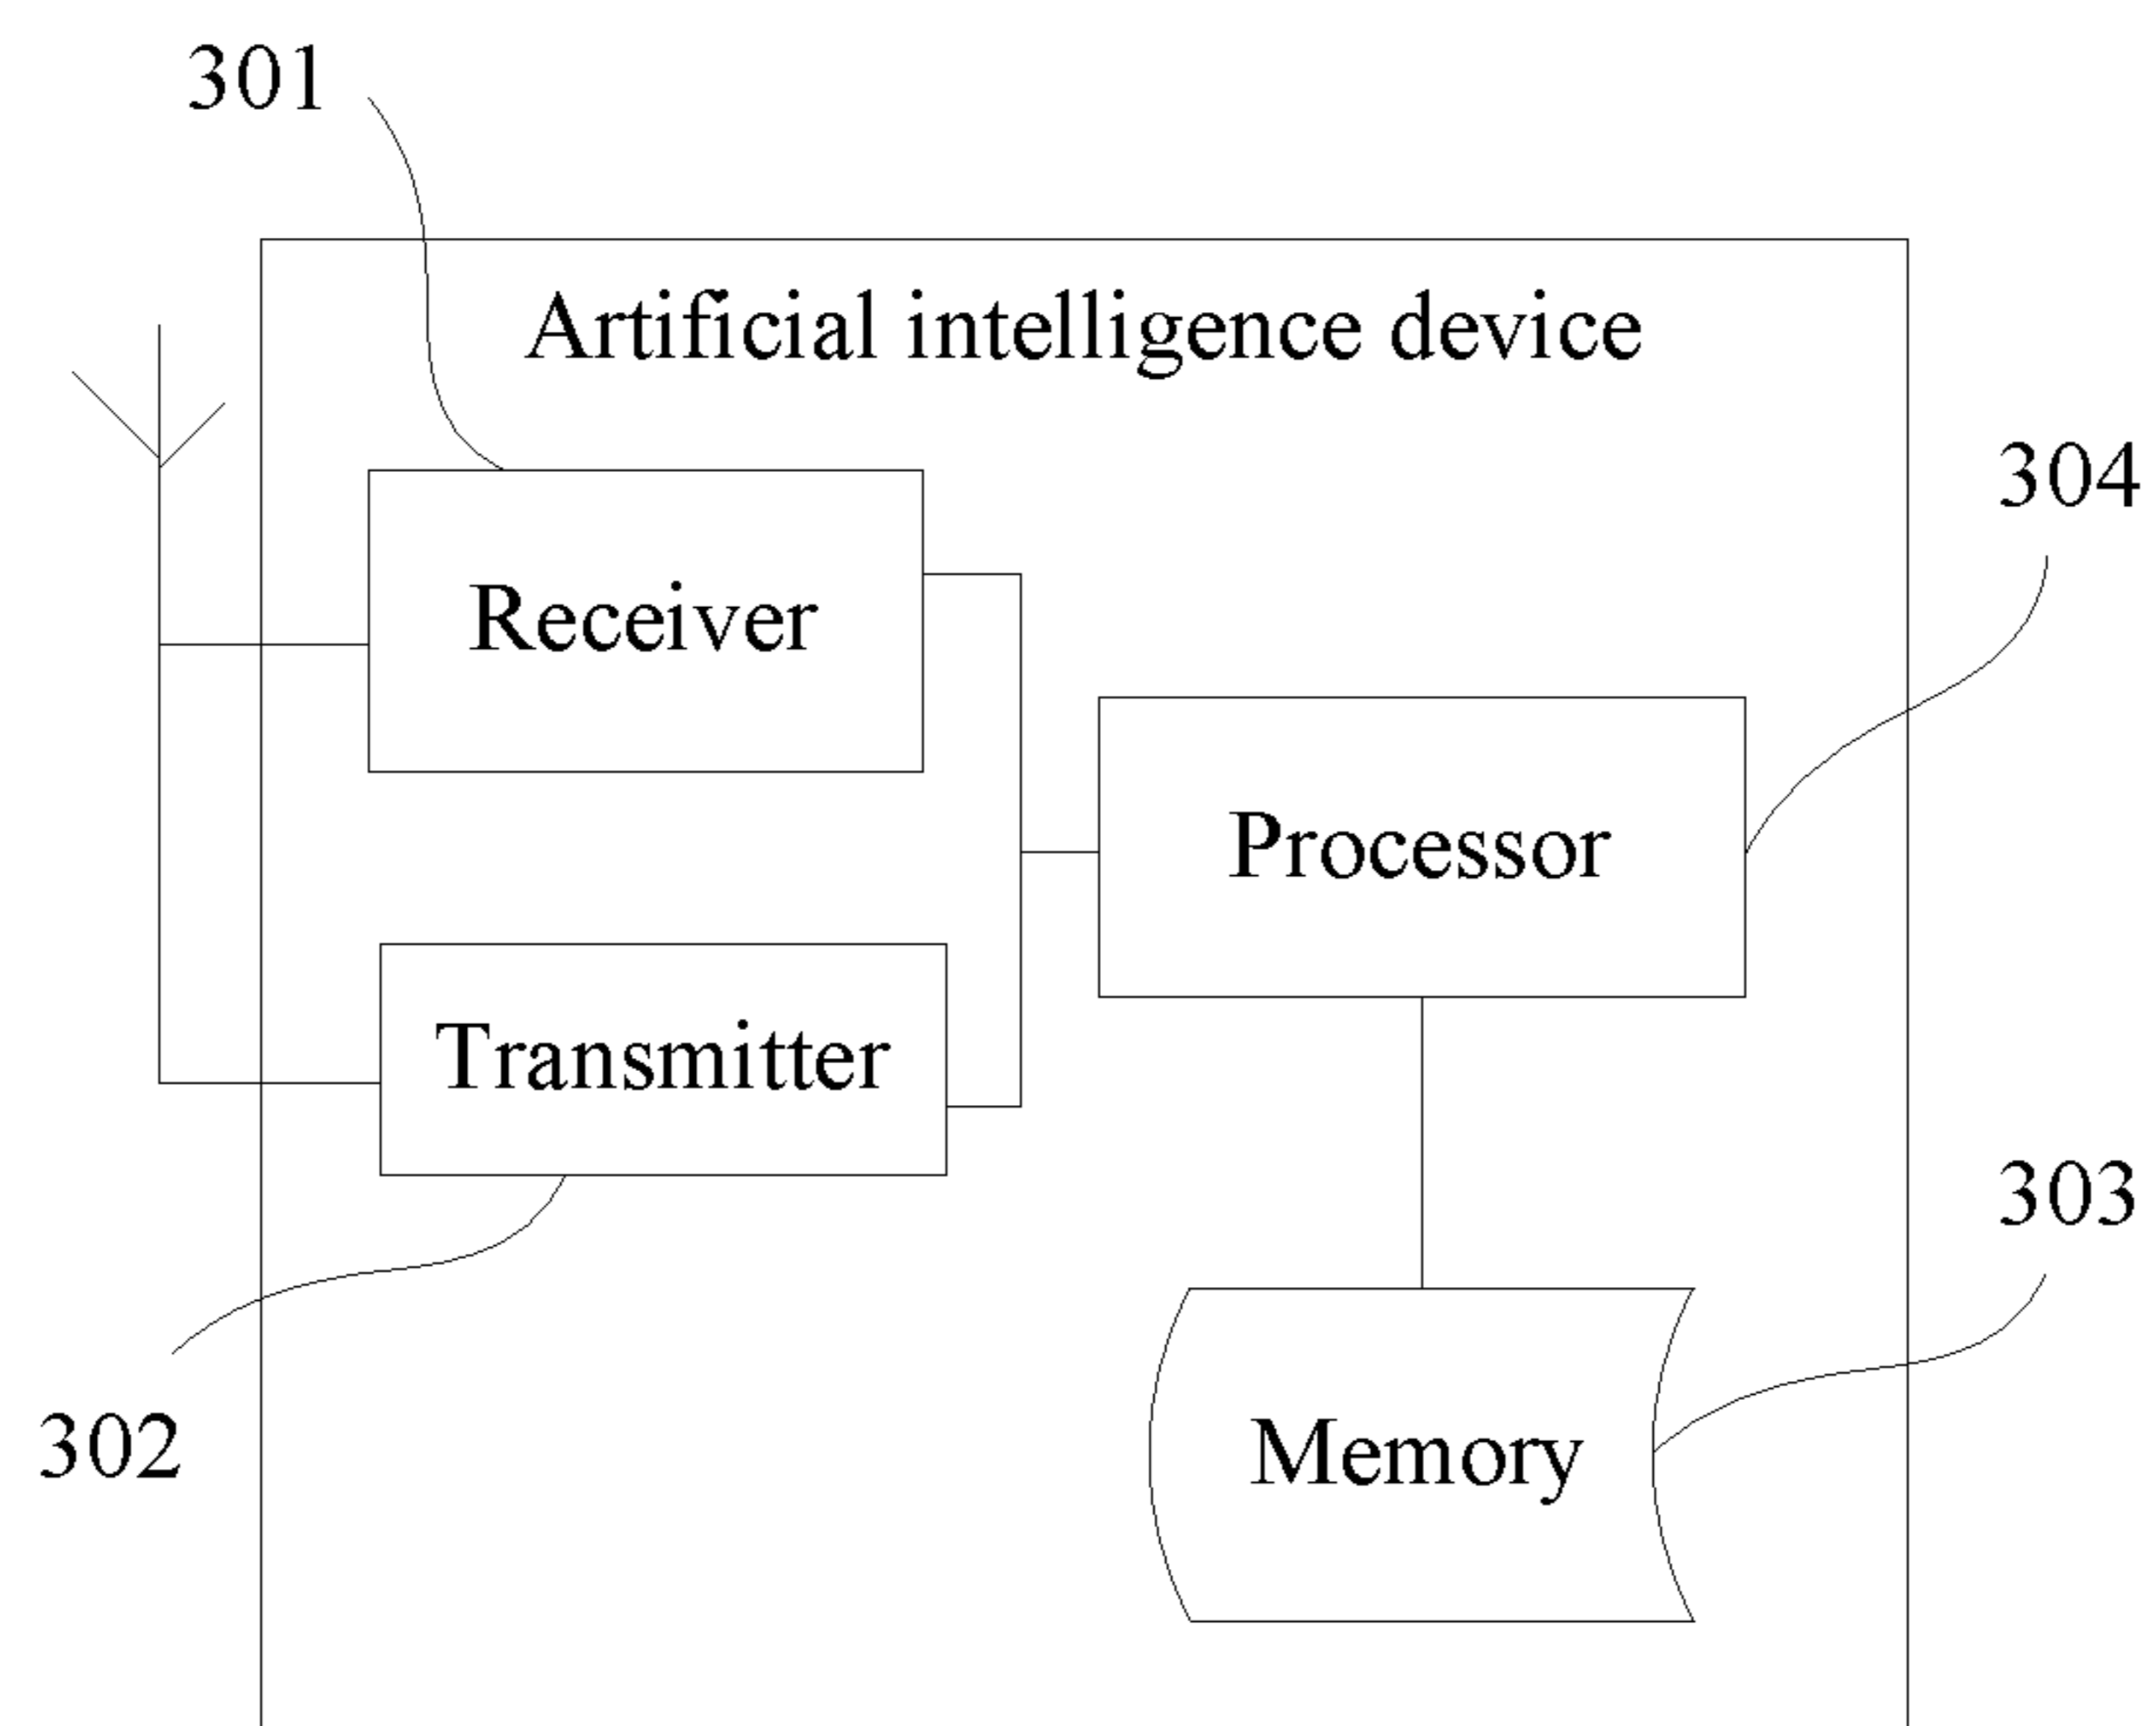 301
Artificial intelligence device
304
Receiver
Processor
Transmitter
303
302
Memory